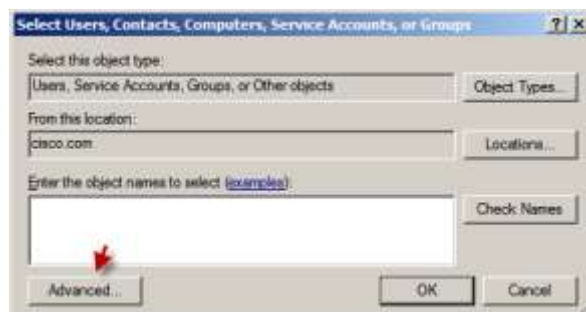 Select Users, Contacts, Computers, Service Accounts, or Groups
Select this object type:
Users, Service Accounts, Groups, or Other objects
Object Types...
From this location:
cisco.com
Locations...
Enter the object names to select (examples):
Check Names
Advanced...
OK
Cancel